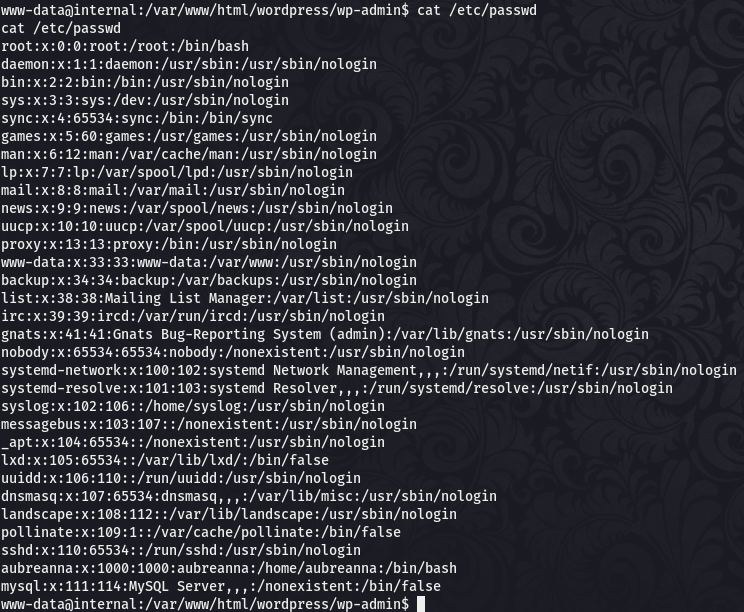 www-data@internal:/var/www/html/wordpress/wp-admin$ cat /etc/passwd
cat /etc/passwd
root:x:0:0:root:/root:/bin/bash
daemon:x:1:1:daemon:/usr/sbin:/usr/sbin/nologin
bin:x:2:2:bin:/bin:/usr/sbin/nologin
sys:x:3:3:sys:/dev:/usr/sbin/nologin
sync:x:4:65534:sync:/bin:/bin/sync
games:x:5:60:games:/usr/games:/usr/sbin/nologin
man:x:6:12:man:/var/cache/man:/usr/sbin/nologin
lp:x:7:7:lp:/var/spool/lpd:/usr/sbin/nologin
mail:x:8:8:mail:/var/mail:/usr/sbin/nologin
news:x:9:9:news:/var/spool/news:/usr/sbin/nologin
uucp:x:10:10:uucp:/var/spool/uucp:/usr/sbin/nologin
proxy:x:13:13:proxy:/bin:/usr/sbin/nologin
www-data:x:33:33:www-data:/var/www:/usr/sbin/nologin
backup:x:34:34:backup:/var/backups:/usr/sbin/nologin
list:x:38:38:Mailing List Manager:/var/list:/usr/sbin/nologin
irc:x:39:39:ircd:/var/run/ircd:/usr/sbin/nologin
gnats:x:41:41:Gnats Bug-Reporting System (admin):/var/lib/gnats:/usr/sbin/nologin
nobody:x:65534:65534:nobody:/nonexistent:/usr/sbin/nologin
systemd-network:x:100:102:systemd Network Management,,,:/run/systemd/netif:/usr/sbin/nologin
systemd-resolve:x:101:103:systemd Resolver,,,:/run/systemd/resolve:/usr/sbin/nologin
syslog:x:102:106::/home/syslog:/usr/sbin/nologin
messagebus:x:103:107::/nonexistent:/usr/sbin/nologin
_apt:x:104:65534::/nonexistent:/usr/sbin/nologin
lxd:x:105:65534::/var/lib/lxd/:/bin/false
uuidd:x:106:110::/run/uuidd:/usr/sbin/nologin
dnsmasq:x:107:65534:dnsmasq,,,:/var/lib/misc:/usr/sbin/nologin
landscape:x:108:112::/var/lib/landscape:/usr/sbin/nologin
pollinate:x:109:1::/var/cache/pollinate:/bin/false
sshd:x:110:65534::/run/sshd:/usr/sbin/nologin
aubreanna:x:1000:1000:aubreanna:/home/aubreanna:/bin/bash
mysql:x:111:114:MySQL Server,,,:/nonexistent:/bin/false
www-data@internal:/var/www/html/wordpress/wp-admin$